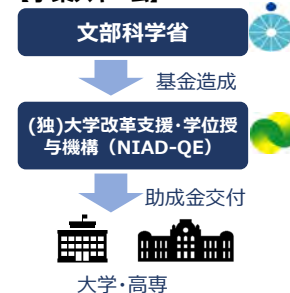 文部科学省
基金造成
(独)大学改革支援・学位授
与機構（NIAD-QE）
助成金交付
大学・高専